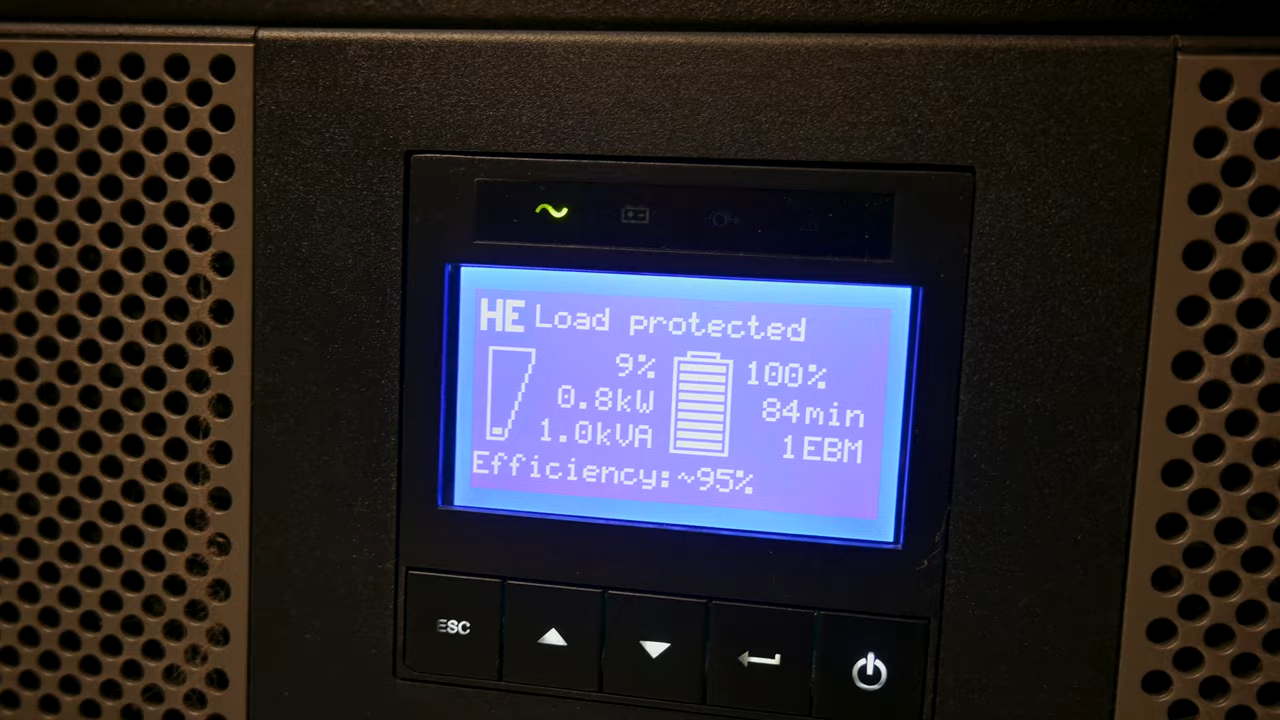 HE Load protected
9% 100%
0.8kW 84min
1.0kVA 1EBM
Efficiency:~95%
ESC